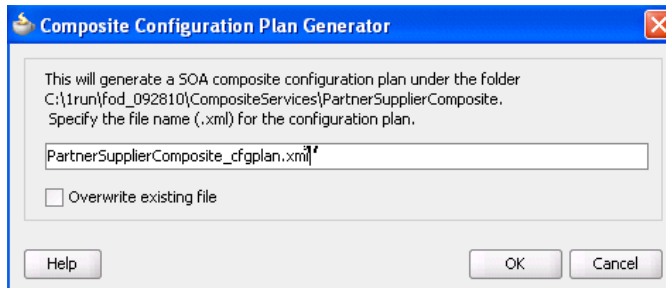 Composite Configuration Plan Generator
This will generate a SOA composite configuration plan under the folder
C:\1run\fod_092810\CompositeServices\PartnerSupplierComposite.
Specify the file name (.xml) for the configuration plan.
PartnerSupplierComposite_cfgplan.xml
Overwrite existing file
Help
OK
Cancel